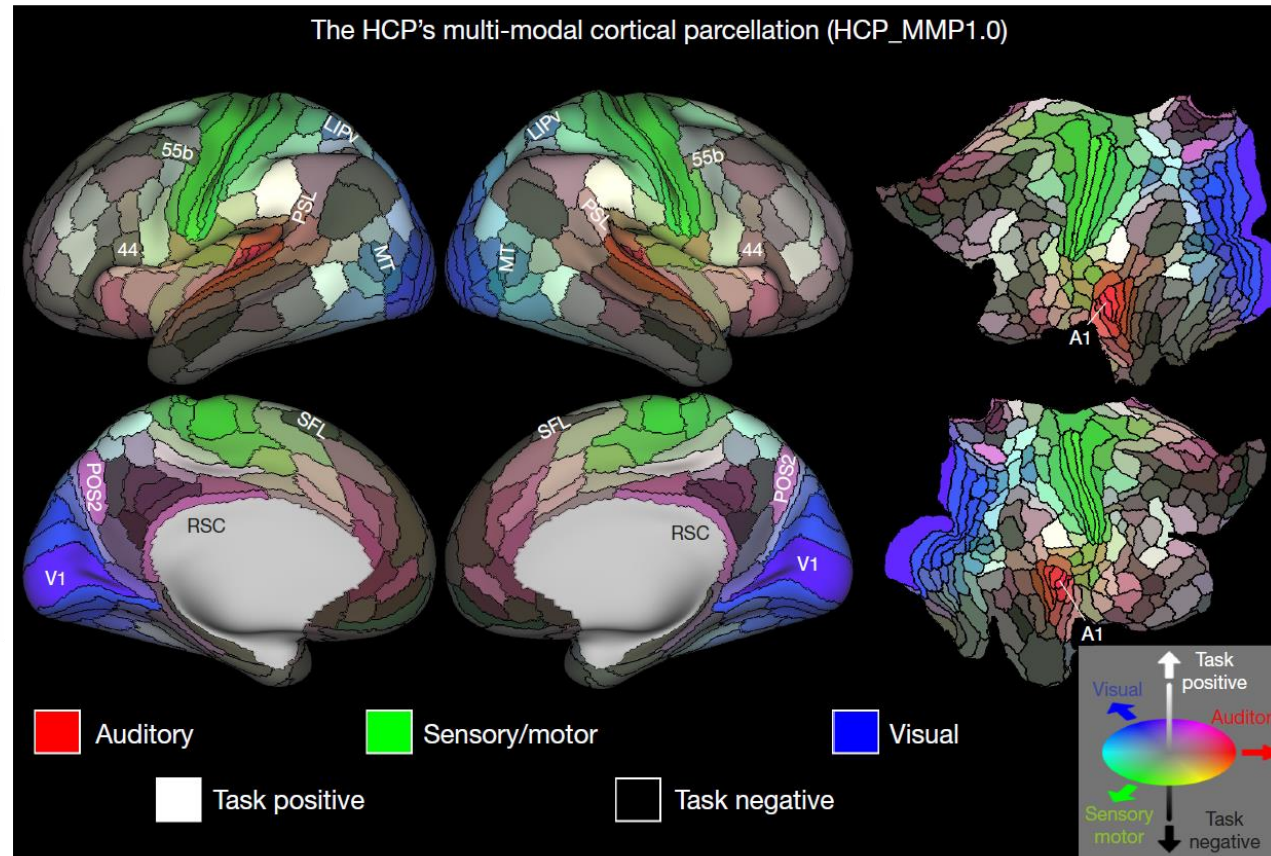 The HCP's multi-modal cortical parcellation (HCP_MMP1.0)
LIPv
LIPv
55b
55b
PSL
PSL
44
MT
MT
44
A1
SFL
SFL
POS2
POS2
RSC
RSC
V1
V1
A1
Task
positive
Visual
Auditory
Sensory
motor
Task
negative
Auditory
Sensory/motor
Visual
Task positive
Task negative